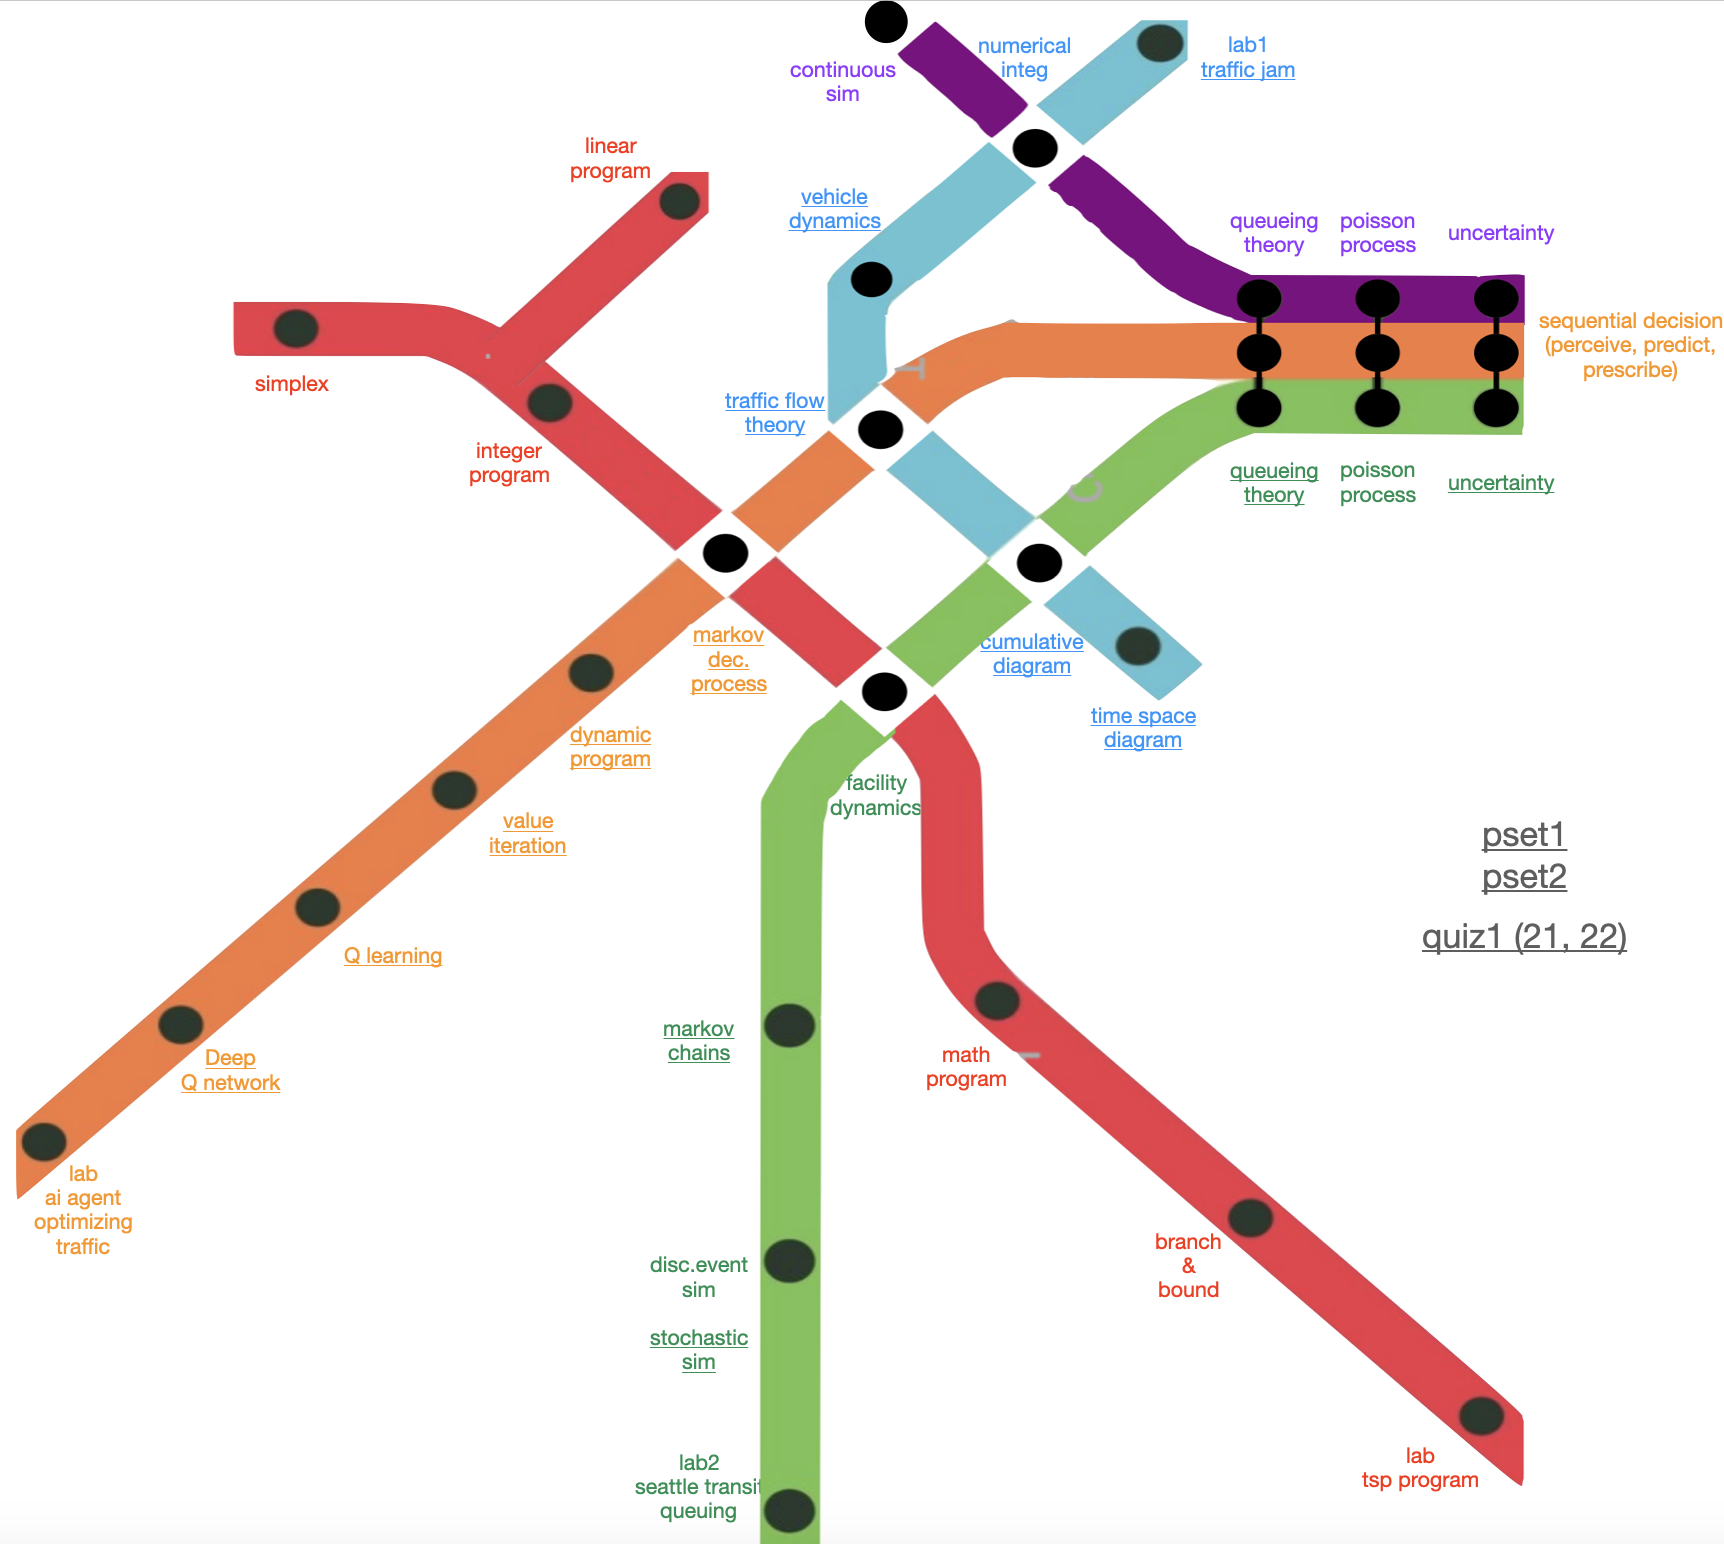 continuous
sim
numerical
integ
lab1
traffic jam
linear
program
vehicle
dynamics
queueing
theory
poisson
process
uncertainty
sequential decision
(perceive, predict,
prescribe)
simplex
T
traffic flow
theory
integer
program
C
queueing
theory
poisson
process
uncertainty
markov
dec.
process
cumulative
diagram
time space
diagram
dynamic
program
facility
dynamics
value
iteration
pset1
pset2
quiz1 (21, 22)
Q learning
markov
chains
math
program
Deep
Q network
lab
ai agent
optimizing
traffic
disc.event
sim
branch
&
bound
stochastic
sim
lab2
seattle transit
queuing
lab
tsp program